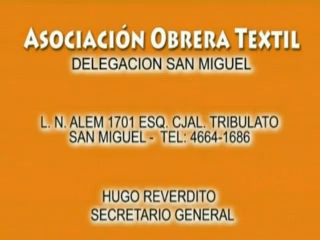 ASOCIACIÓN OBRERA TEXTIL
DELEGACION SAN MIGUEL
L. N. ALEM 1701 ESQ. CJAL. TRIBULATO
SAN MIGUEL - TEL: 4664-1686
HUGO REVERDITO
SECRETARIO GENERAL